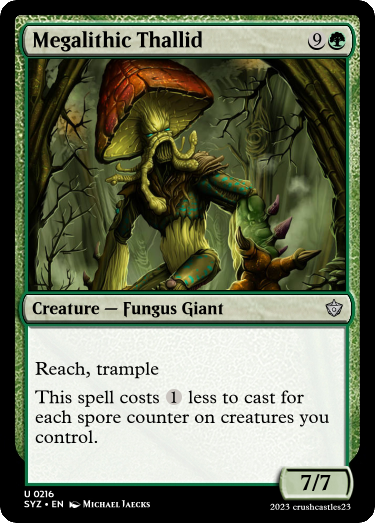 Megalithic Thallid 9
Creature — Fungus Giant
Reach, trample
This spell costs 1 less to cast for
each spore counter on creatures you
control.
7/7
U 0216
SYZ • EN Michael Jaecks
2023 crushcastles23